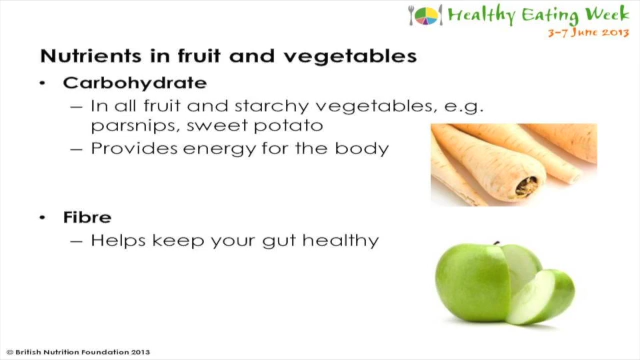 Healthy Eating Week
3-7 June 2013
Nutrients in fruit and vegetables
• Carbohydrate
– In all fruit and starchy vegetables, e.g.
parsnips, sweet potato
– Provides energy for the body
• Fibre
– Helps keep your gut healthy
© British Nutrition Foundation 2013